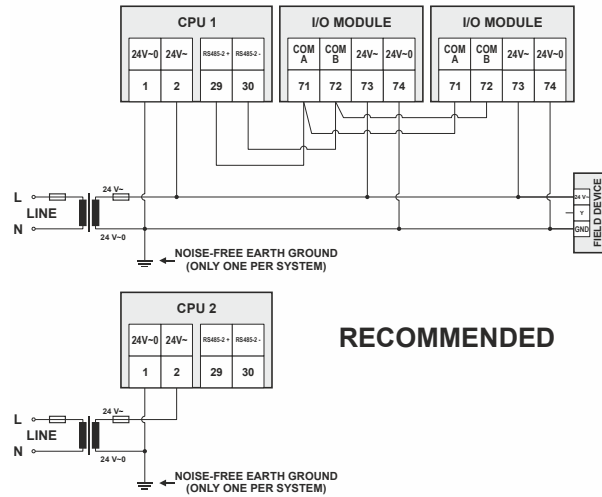 CPU 1
I/O MODULE
I/O MODULE
24V~0 24V~ RS485-2 + RS485-2 -
COM A COM B 24V~ 24V~0
COM A COM B 24V~ 24V~0
1 2 29 30
71 72 73 74
71 72 73 74
24 V~
L
LINE
N
24 V~0
24 V~
Y
GND
FIELD DEVICE
NOISE-FREE EARTH GROUND
(ONLY ONE PER SYSTEM)
CPU 2
24V~0 24V~ RS485-2 + RS485-2 -
1 2 29 30
RECOMMENDED
24 V~
L
LINE
N
24 V~0
NOISE-FREE EARTH GROUND
(ONLY ONE PER SYSTEM)